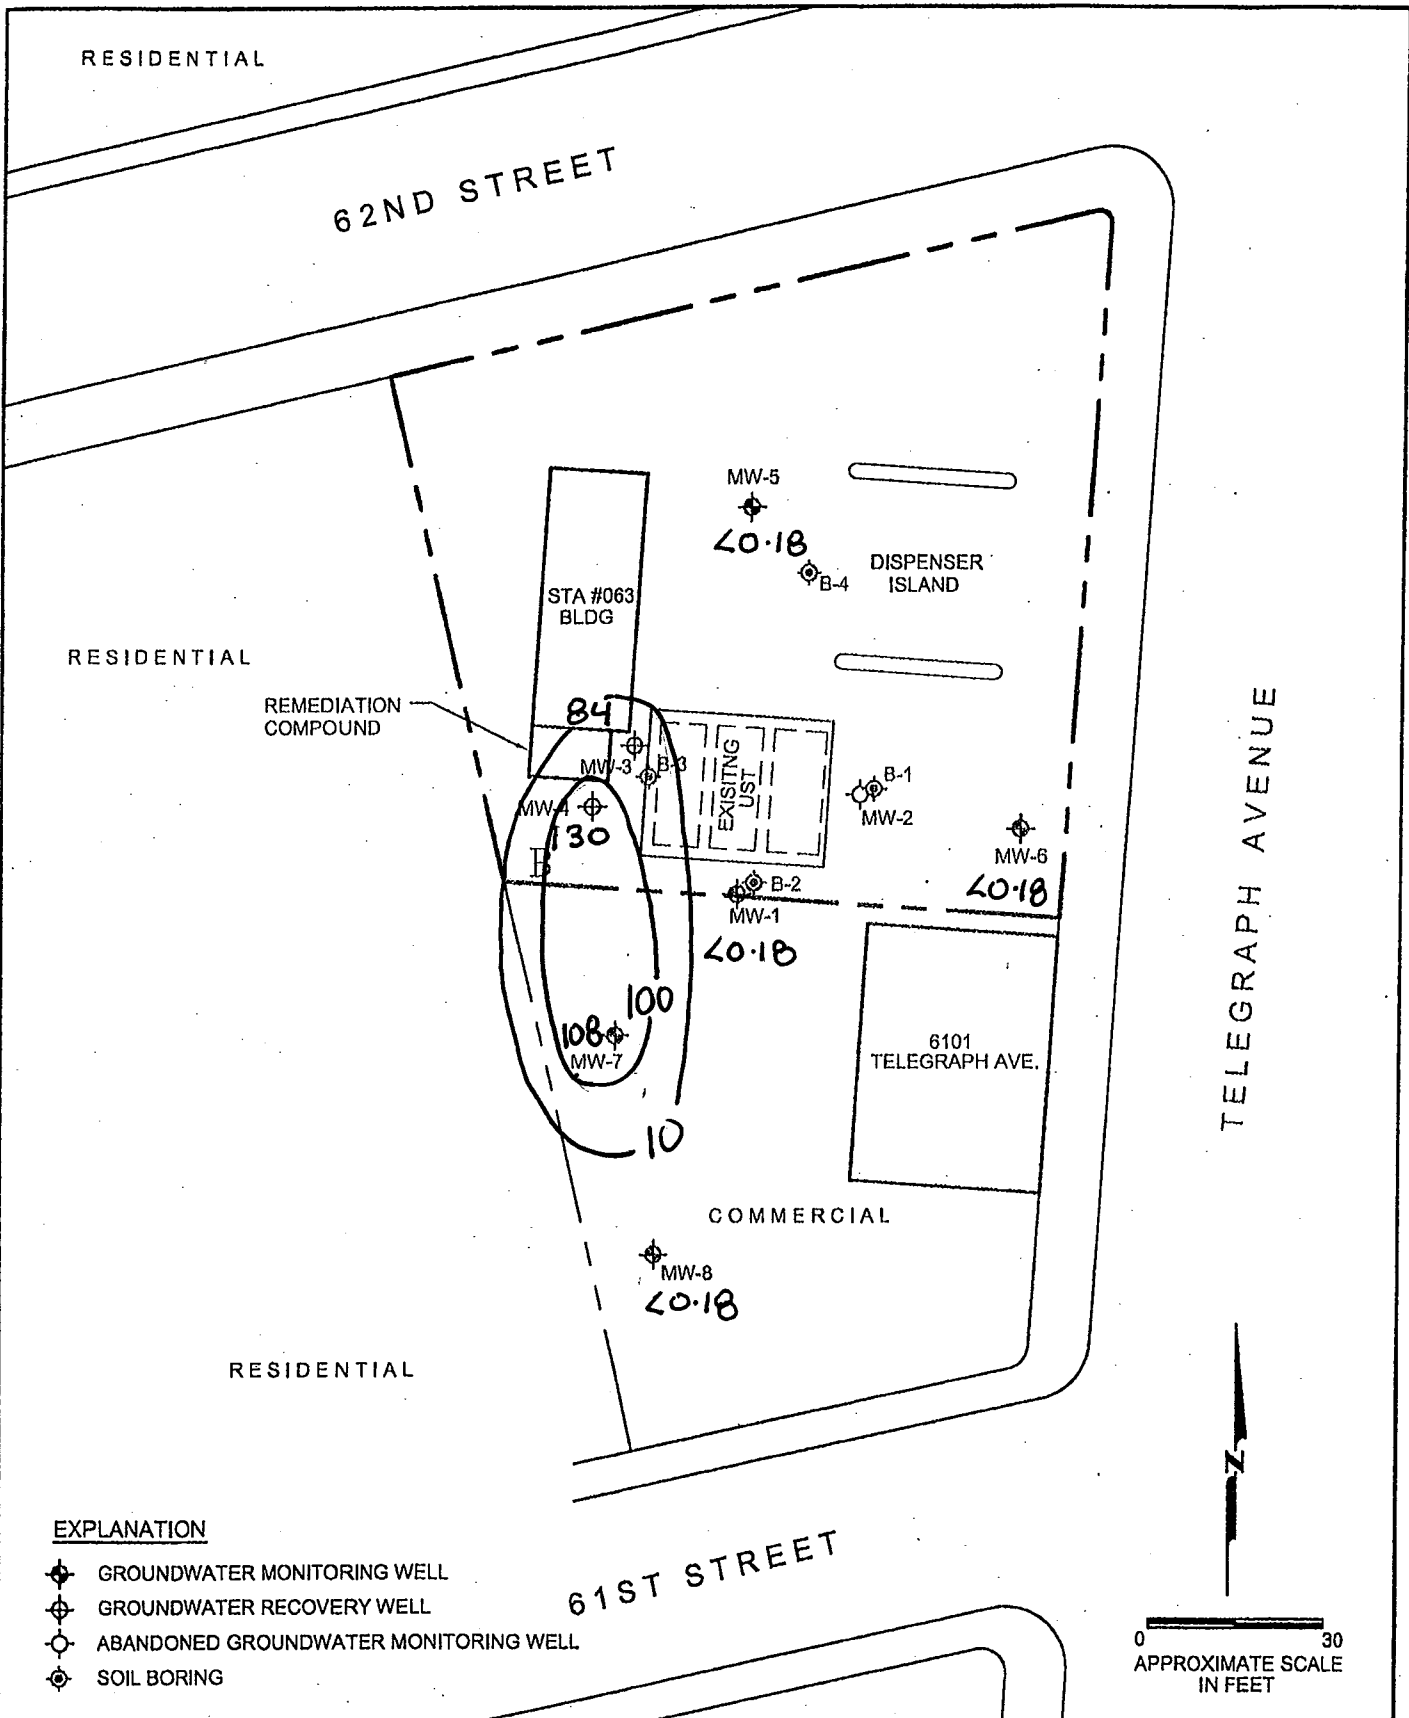 RESIDENTIAL
62ND STREET
MW-5
<0.18
B-4
DISPENSER
ISLAND
STA #063
BLDG
RESIDENTIAL
REMEDIATION
COMPOUND
84
MW-3
B-3
EXISITNG
UST
MW-4
130
B-1
MW-2
MW-6
<0.18
B-2
MW-1
<0.18
TELEGRAPH AVENUE
100
108
MW-7
6101
TELEGRAPH AVE.
10
COMMERCIAL
MW-8
<0.18
RESIDENTIAL
N
EXPLANATION
GROUNDWATER MONITORING WELL
GROUNDWATER RECOVERY WELL
ABANDONED GROUNDWATER MONITORING WELL
SOIL BORING
61ST STREET
0 30
APPROXIMATE SCALE
IN FEET